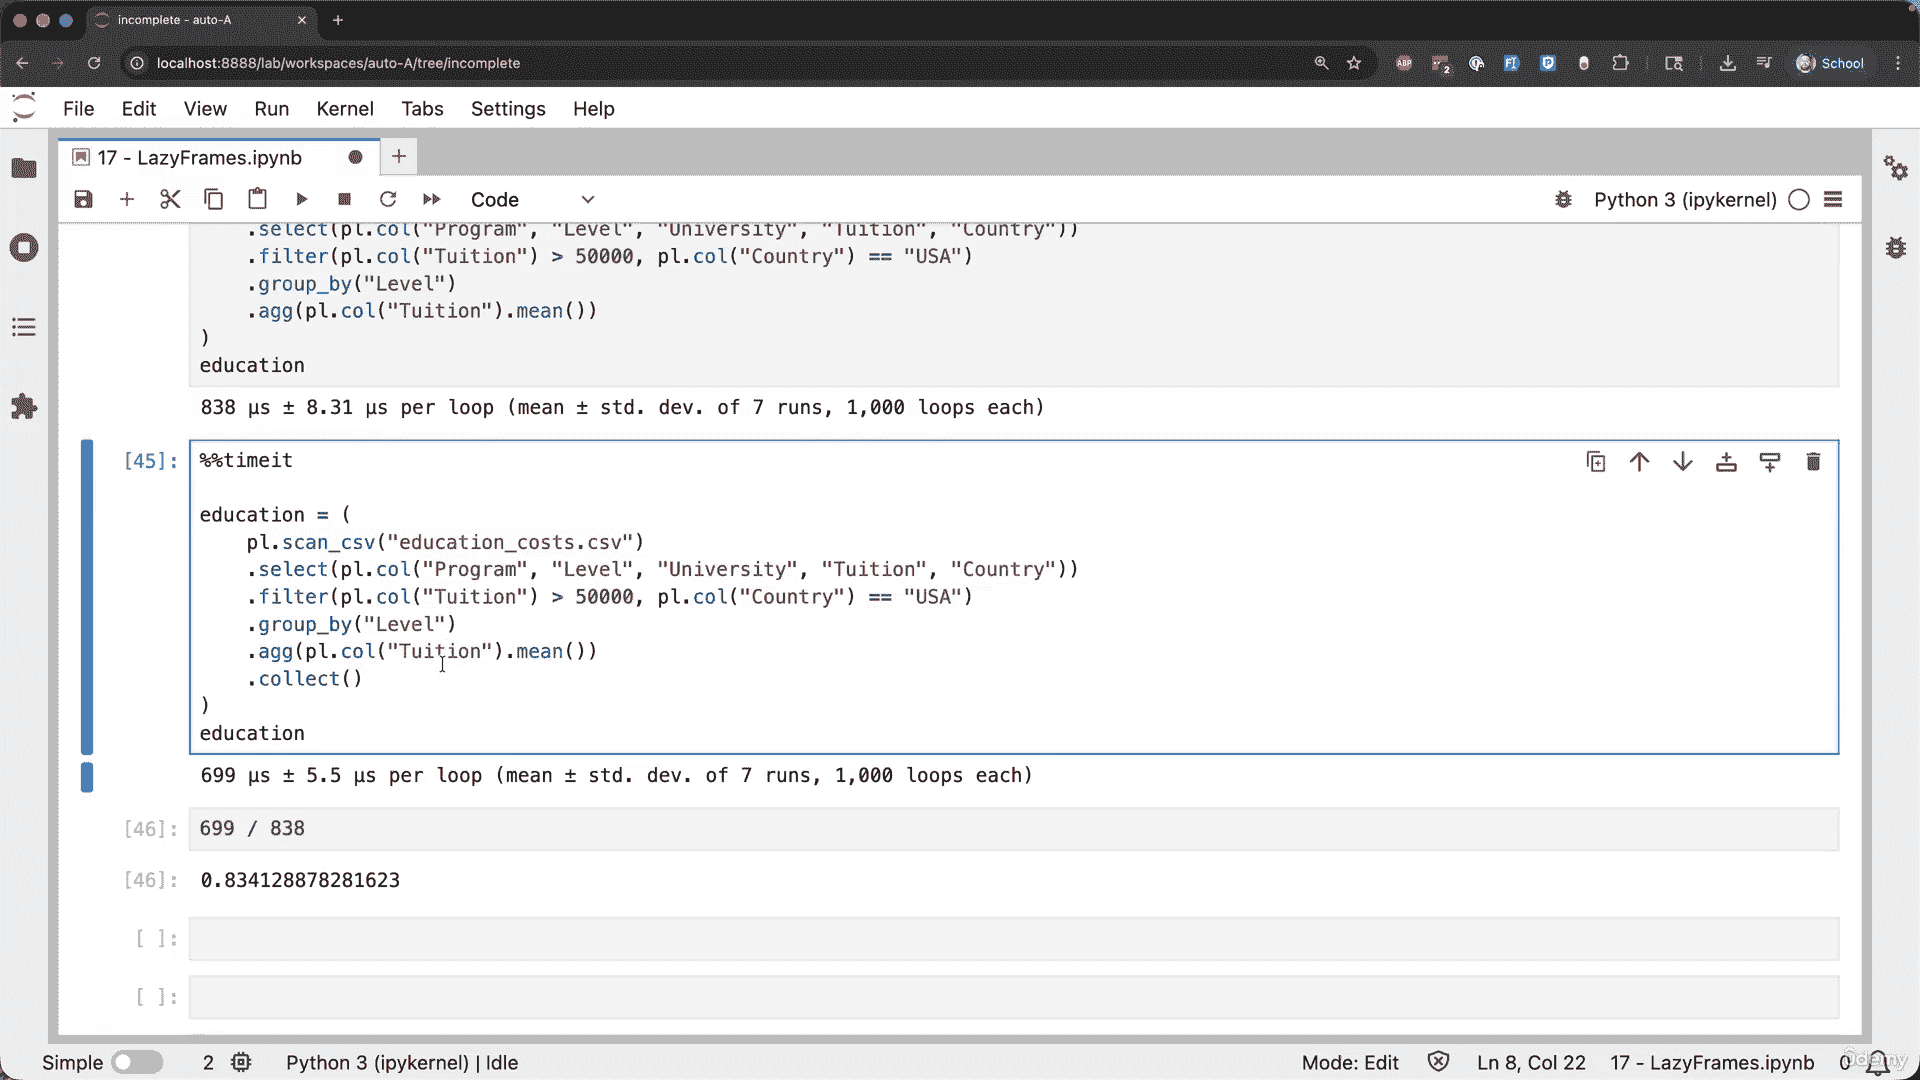 incomplete - auto-A
localhost:8888/lab/workspaces/auto-A/tree/incomplete
ABP
2
School
File Edit View Run Kernel Tabs Settings Help
17 - LazyFrames.ipynb
Code
Python 3 (ipykernel)
.select(pl.col("Program", "Level", "University", "Tuition", "Country"))
.filter(pl.col("Tuition") > 50000, pl.col("Country") == "USA")
.group_by("Level")
.agg(pl.col("Tuition").mean())
)
education
838 µs ± 8.31 µs per loop (mean ± std. dev. of 7 runs, 1,000 loops each)
[45]:
%%timeit
education = (
pl.scan_csv("education_costs.csv")
.select(pl.col("Program", "Level", "University", "Tuition", "Country"))
.filter(pl.col("Tuition") > 50000, pl.col("Country") == "USA")
.group_by("Level")
.agg(pl.col("Tuition").mean())
.collect()
)
education
699 µs ± 5.5 µs per loop (mean ± std. dev. of 7 runs, 1,000 loops each)
[46]: 699 / 838
[46]: 0.834128878281623
[ ]:
[ ]:
Simple 2 Python 3 (ipykernel) | Idle Mode: Edit Ln 8, Col 22 17 - LazyFrames.ipynb 0
udemy